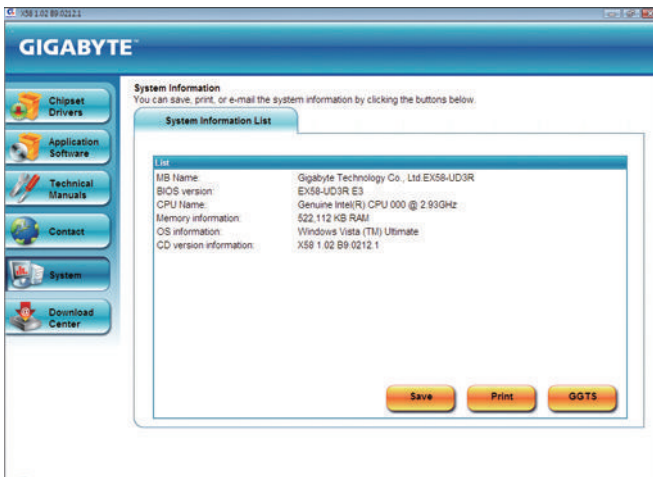 X58 1.02 B9.0212.1
GIGABYTE™
System Information
You can save, print, or e-mail the system information by clicking the buttons below.
System Information List
Chipset
Drivers
Application
Software
Technical
Manuals
Contact
System
Download
Center
List
MB Name: Gigabyte Technology Co., Ltd.EX58-UD3R
BIOS version: EX58-UD3R E3
CPU Name: Genuine Intel(R) CPU 000 @ 2.93GHz
Memory information: 522,112 KB RAM
OS information: Windows Vista (TM) Ultimate
CD version information: X58 1.02 B9.0212.1
Save Print GGTS